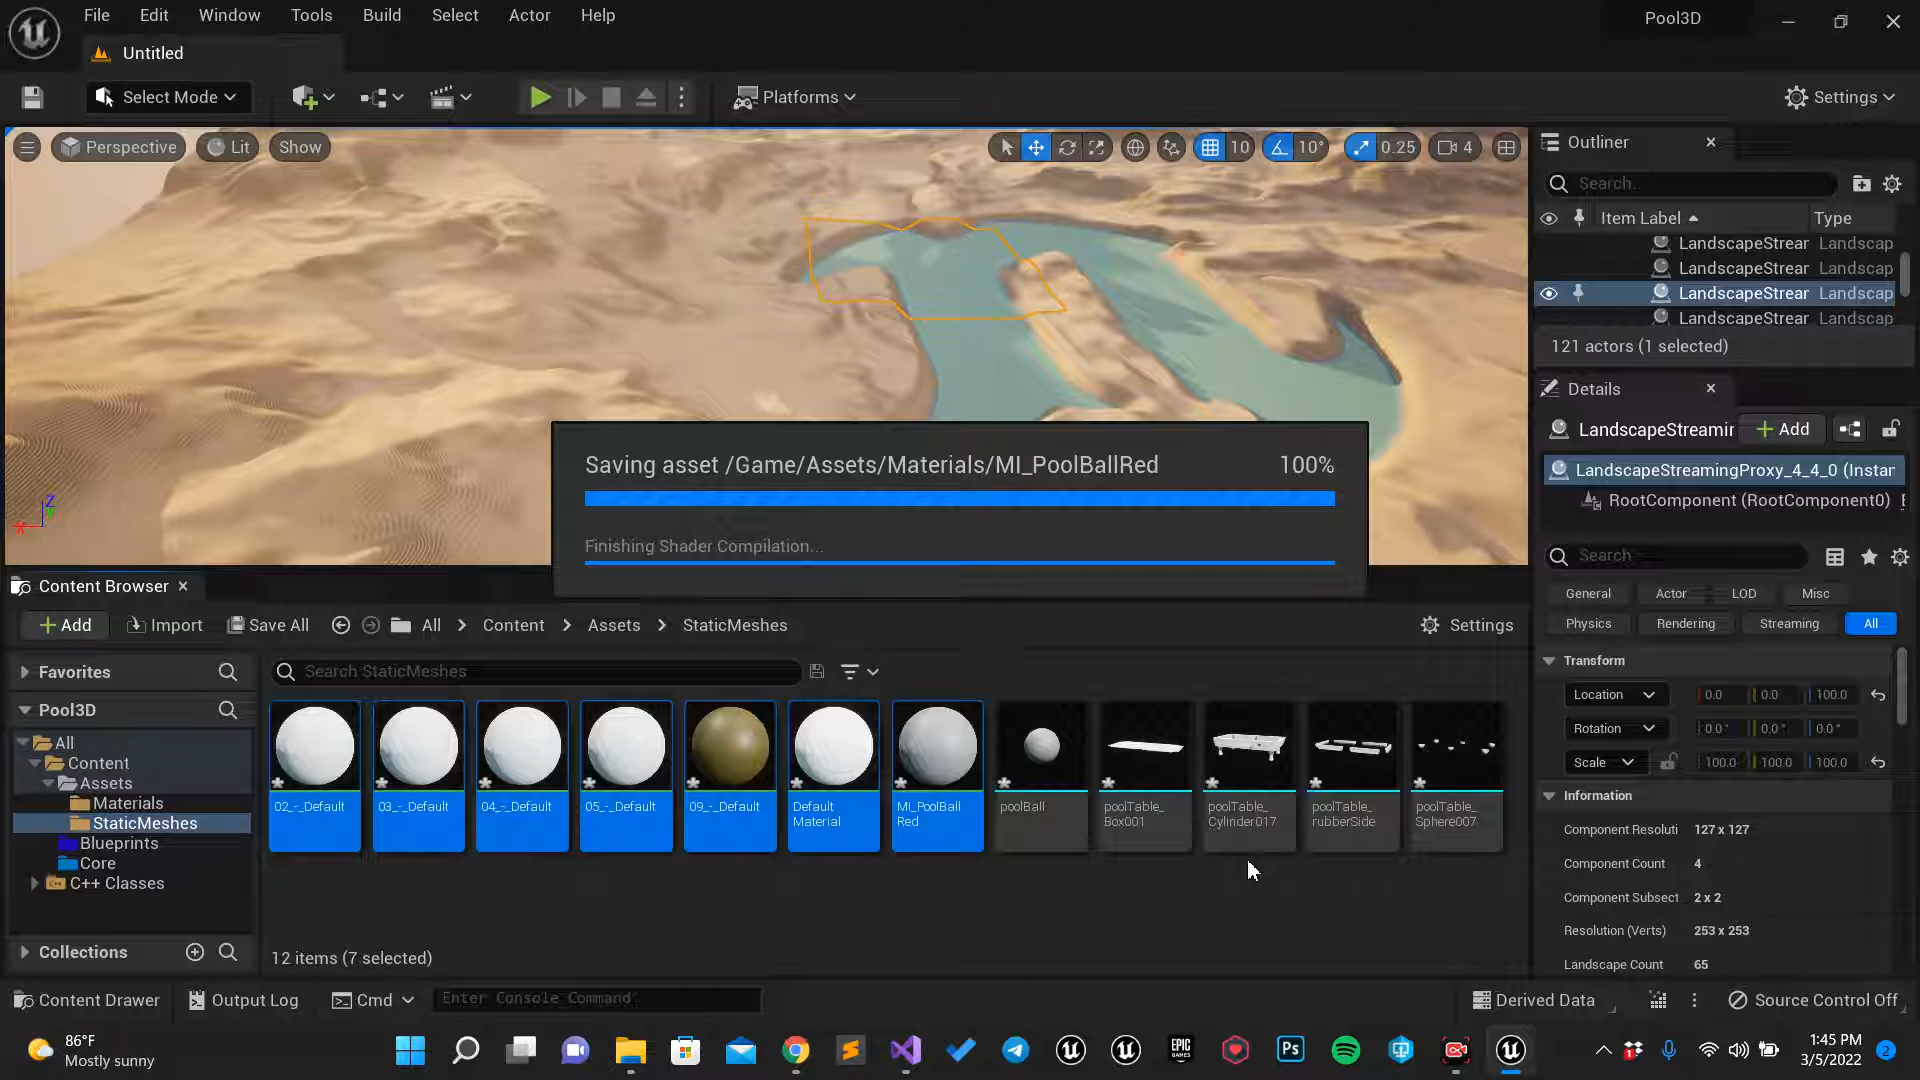 File Edit Window Tools Build Select Actor Help
Pool3D
Untitled
Select Mode
Platforms
Settings
Perspective Lit Show
10 10° 0.25 4
Outliner
Search..
Item Label Type
LandscapeStrear Landscap
LandscapeStrear Landscap
LandscapeStrear Landscap
LandscapeStrear Landscap
121 actors (1 selected)
Details
LandscapeStreamir Add
LandscapeStreamingProxy_4_4_0 (Instar
RootComponent (RootComponent0)
Search
General Actor LOD Misc
Physics Rendering Streaming All
Transform
Location 0.0 0.0 100.0
Rotation 0.0° 0.0° 0.0°
Scale 100.0 100.0 100.0
Information
Component Resoluti 127 x 127
Component Count 4
Component Subsect 2 x 2
Resolution (Verts) 253 x 253
Landscape Count 65
Saving asset /Game/Assets/Materials/MI_PoolBallRed 100%
Finishing Shader Compilation...
Content Browser
Add Import Save All All Content Assets StaticMeshes Settings
Favorites
Search StaticMeshes
Pool3D
All
Content
Assets
Materials
StaticMeshes
Blueprints
Core
C++ Classes
Collections
02_-_Default
03_-_Default
04_-_Default
05_-_Default
09_-_Default
Default
Material
MI_PoolBall
Red
poolBall
poolTable_
Box001
poolTable_
Cylinder017
poolTable_
rubberSide
poolTable_
Sphere007
12 items (7 selected)
Content Drawer Output Log Cmd Enter Console Command
Derived Data Source Control Off
86°F
Mostly sunny
EPIC
GAMES
Ps
1
1:45 PM
3/5/2022
2